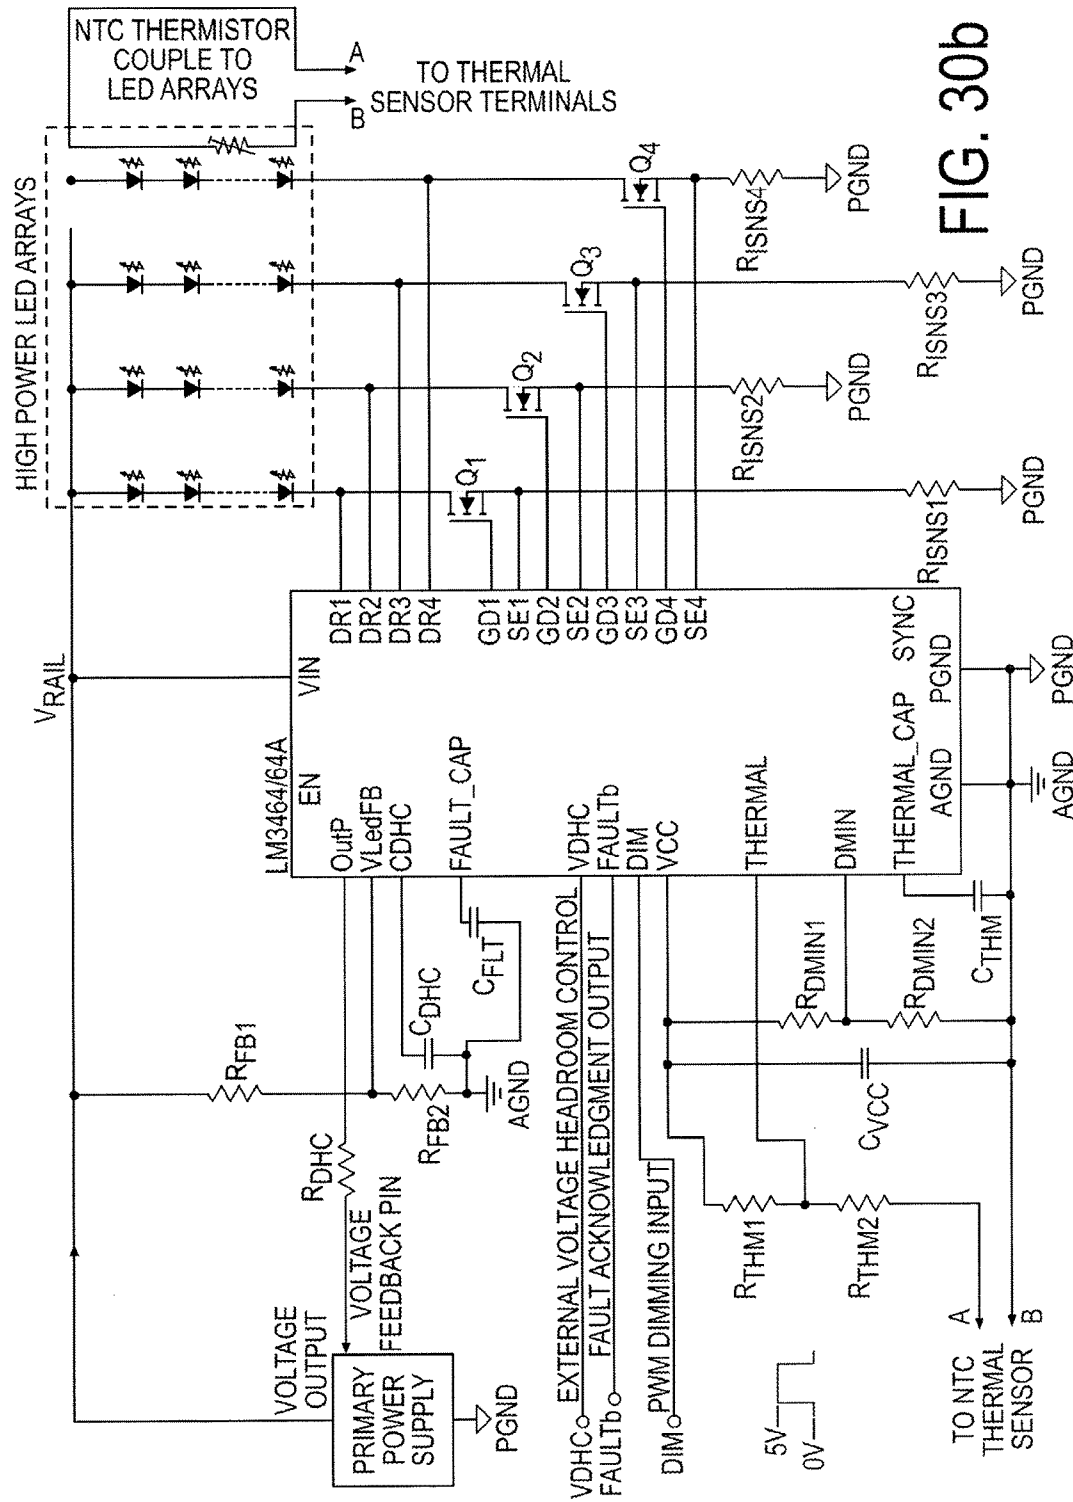 NTC THERMISTOR
COUPLE TO
LED ARRAYS
A
B
TO THERMAL
SENSOR TERMINALS
HIGH POWER LED ARRAYS
FIG. 30b
Q4
Q3
Q2
Q1
RISNS4
PGND
RISNS3
PGND
RISNS2
PGND
RISNS1
PGND
VRAIL
LM3464/64A
EN
VIN
DR1
DR2
DR3
DR4
GD1
SE1
GD2
SE2
GD3
SE3
GD4
SE4
SYNC
PGND
AGND
THERMAL_CAP
OutP
VLedFB
CDHC
FAULT_CAP
VDHC
FAULTb
DIM
VCC
THERMAL
DMIN
PGND
AGND
RFB1
RDHC
RFB2
CDHC
CFLT
AGND
VOLTAGE
OUTPUT
VOLTAGE
FEEDBACK PIN
PRIMARY
POWER
SUPPLY
PGND
VDHC
EXTERNAL VOLTAGE HEADROOM CONTROL
FAULTb
FAULT ACKNOWLEDGMENT OUTPUT
DIM
PWM DIMMING INPUT
5V
0V
RDMIN1
RDMIN2
CTHM
CVCC
RTHM1
RTHM2
A
B
TO NTC
THERMAL
SENSOR